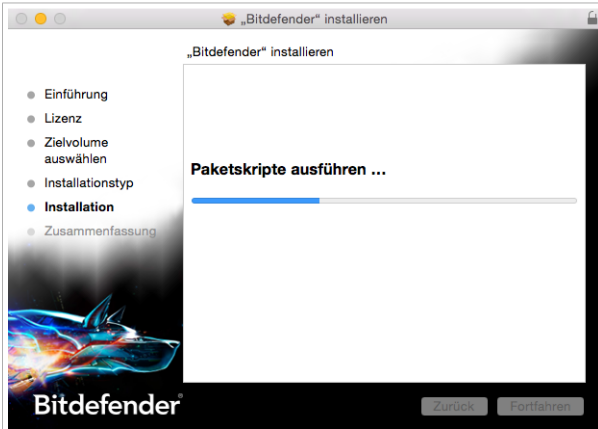 „Bitdefender“ installieren
„Bitdefender“ installieren
Einführung
Lizenz
Zielvolume
auswählen
Installationstyp
Installation
Zusammenfassung
Paketskripte ausführen ...
Bitdefender®
Zurück
Fortfahren